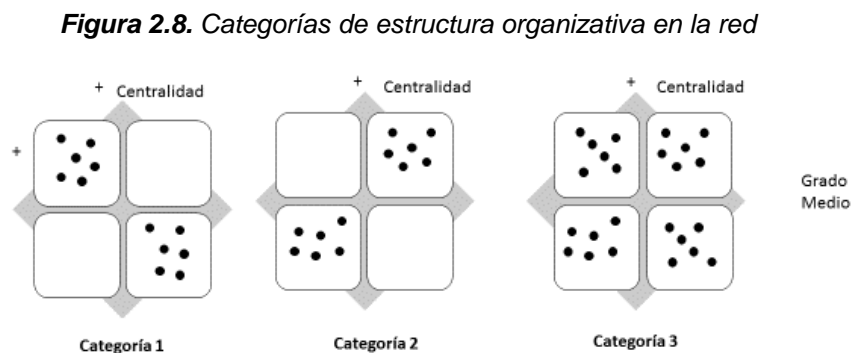 Figura 2.8. Categorías de estructura organizativa en la red
+ Centralidad
+ Centralidad
+ Centralidad
+
Grado
Medio
Categoría 1
Categoría 2
Categoría 3